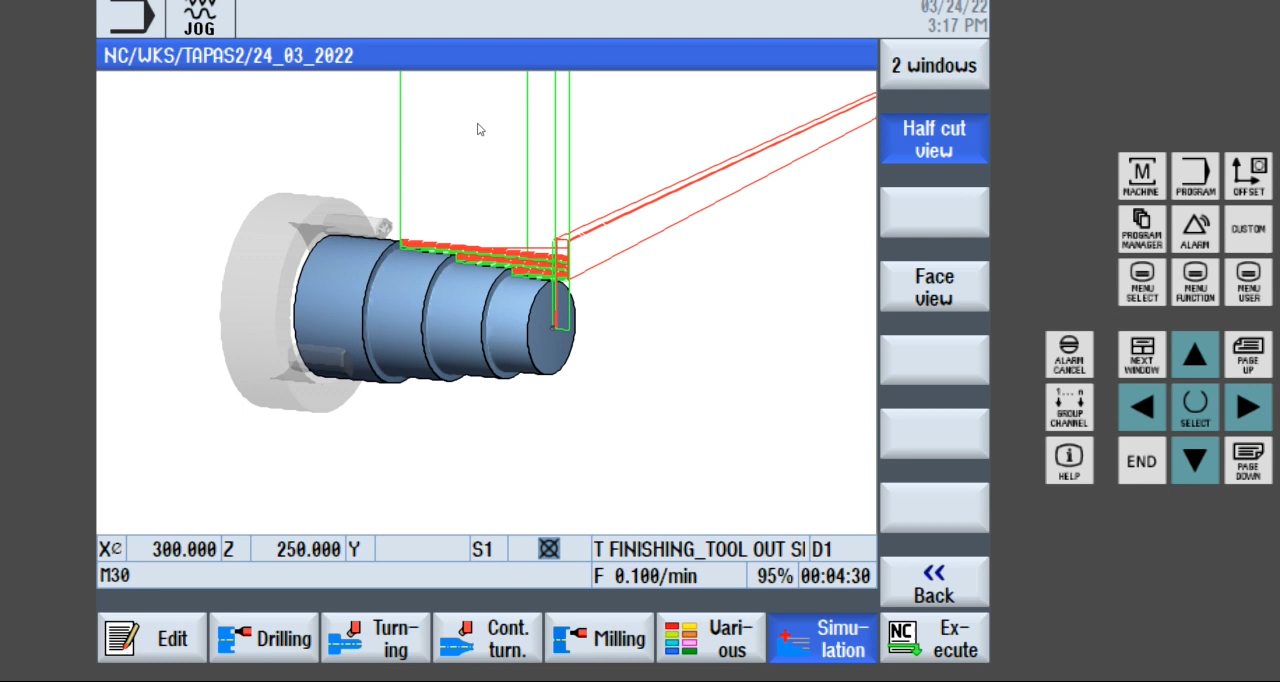 JOG
03/24/22
3:17 PM
NC/WKS/TAPAS2/24_03_2022
2 windows
Half cut
view
Face
view
X⌀ 300.000 Z 250.000 Y S1 T FINISHING_TOOL OUT SI D1
M30 F 0.100/min 95% 00:04:30
<<
Back
Edit
Drilling
Turn-
ing
Cont.
turn.
Milling
Vari-
ous
Simu-
lation
NC
Ex-
ecute
M
MACHINE
PROGRAM
OFFSET
PROGRAM
MANAGER
ALARM
CUSTOM
MENU
SELECT
MENU
FUNCTION
MENU
USER
ALARM
CANCEL
NEXT
WINDOW
PAGE
UP
1... n
GROUP
CHANNEL
SELECT
i
HELP
END
PAGE
DOWN